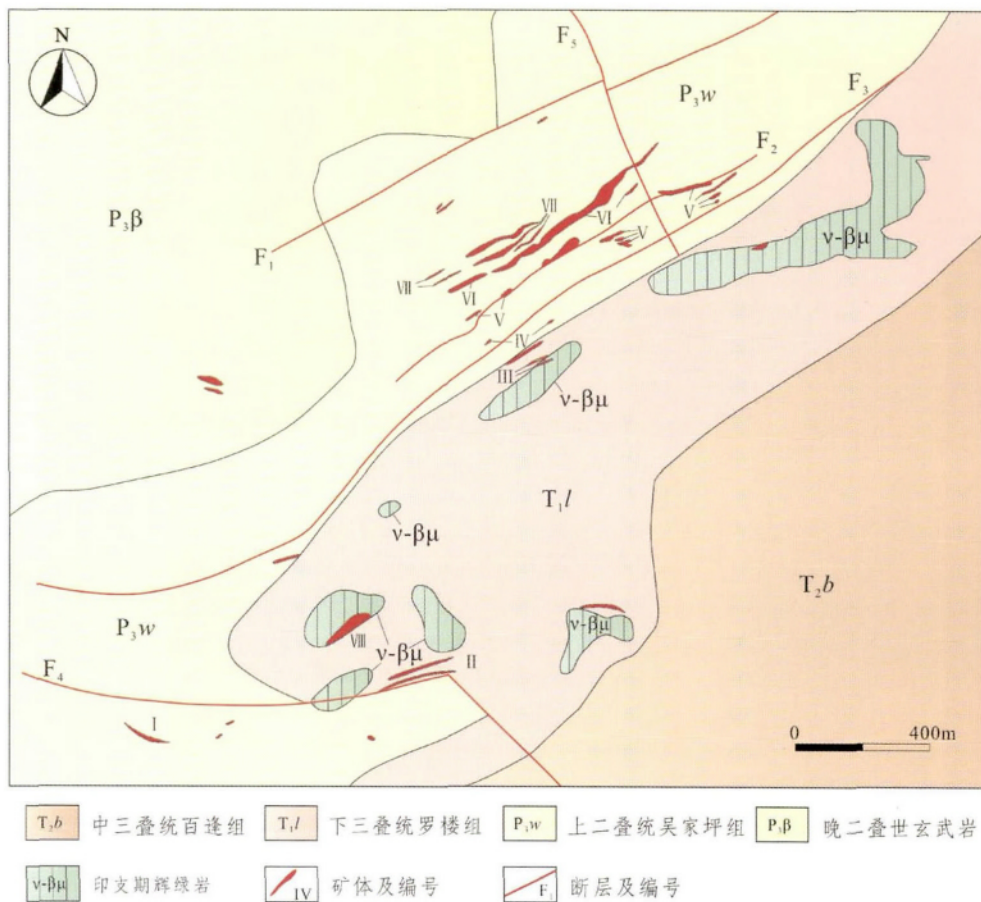 N
F₅
P₃w
F₃
F₂
P₃β
F₁
Ⅶ
Ⅵ
Ⅴ
ν-βμ
Ⅶ
Ⅵ
Ⅴ
Ⅴ
Ⅳ
Ⅲ
ν-βμ
T₁l
ν-βμ
T₂b
P₃w
Ⅷ
ν-βμ
ν-βμ
F₄
Ⅱ
Ⅰ
0 400m
T₂b 中三叠统百逢组 T₁l 下三叠统罗楼组 P₃w 上二叠统吴家坪组 P₃β 晚二叠世玄武岩
ν-βμ 印支期辉绿岩 Ⅳ 矿体及编号 F₁ 断层及编号